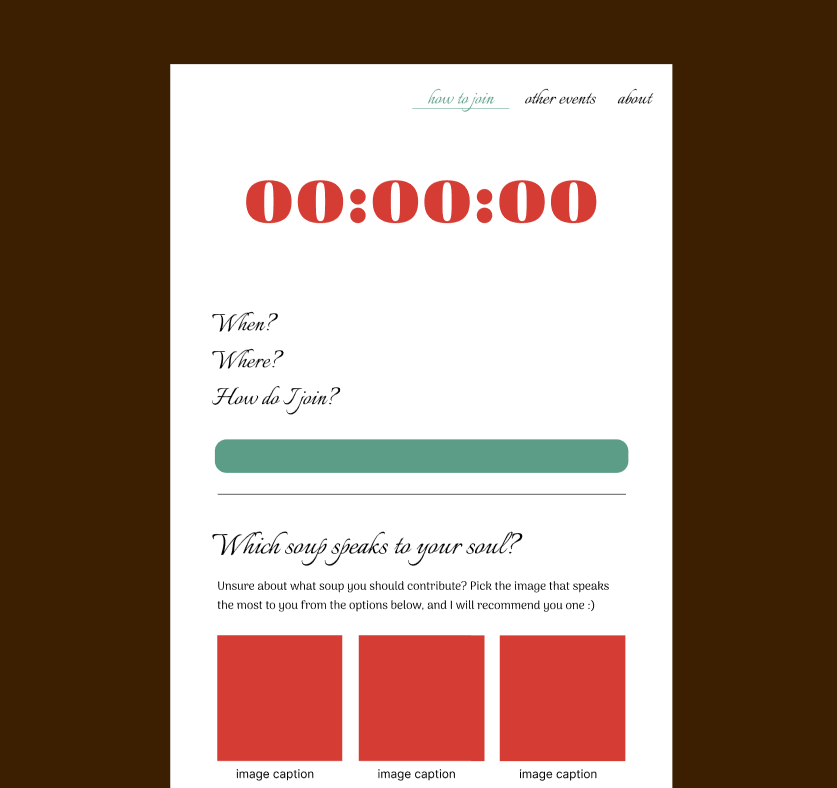 how to join other events about
00:00:00
When?
Where?
How do I join?
Which soup speaks to your soul?
Unsure about what soup you should contribute? Pick the image that speaks
the most to you from the options below, and I will recommend you one :)
image caption image caption image caption